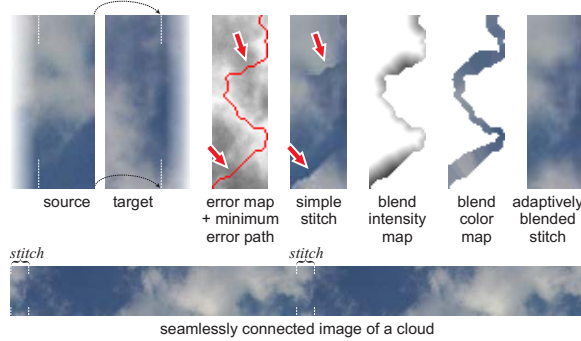 source target error map simple blend blend adaptively
+ minimum stitch intensity color blended
error path map map stitch
stitch stitch
seamlessly connected image of a cloud